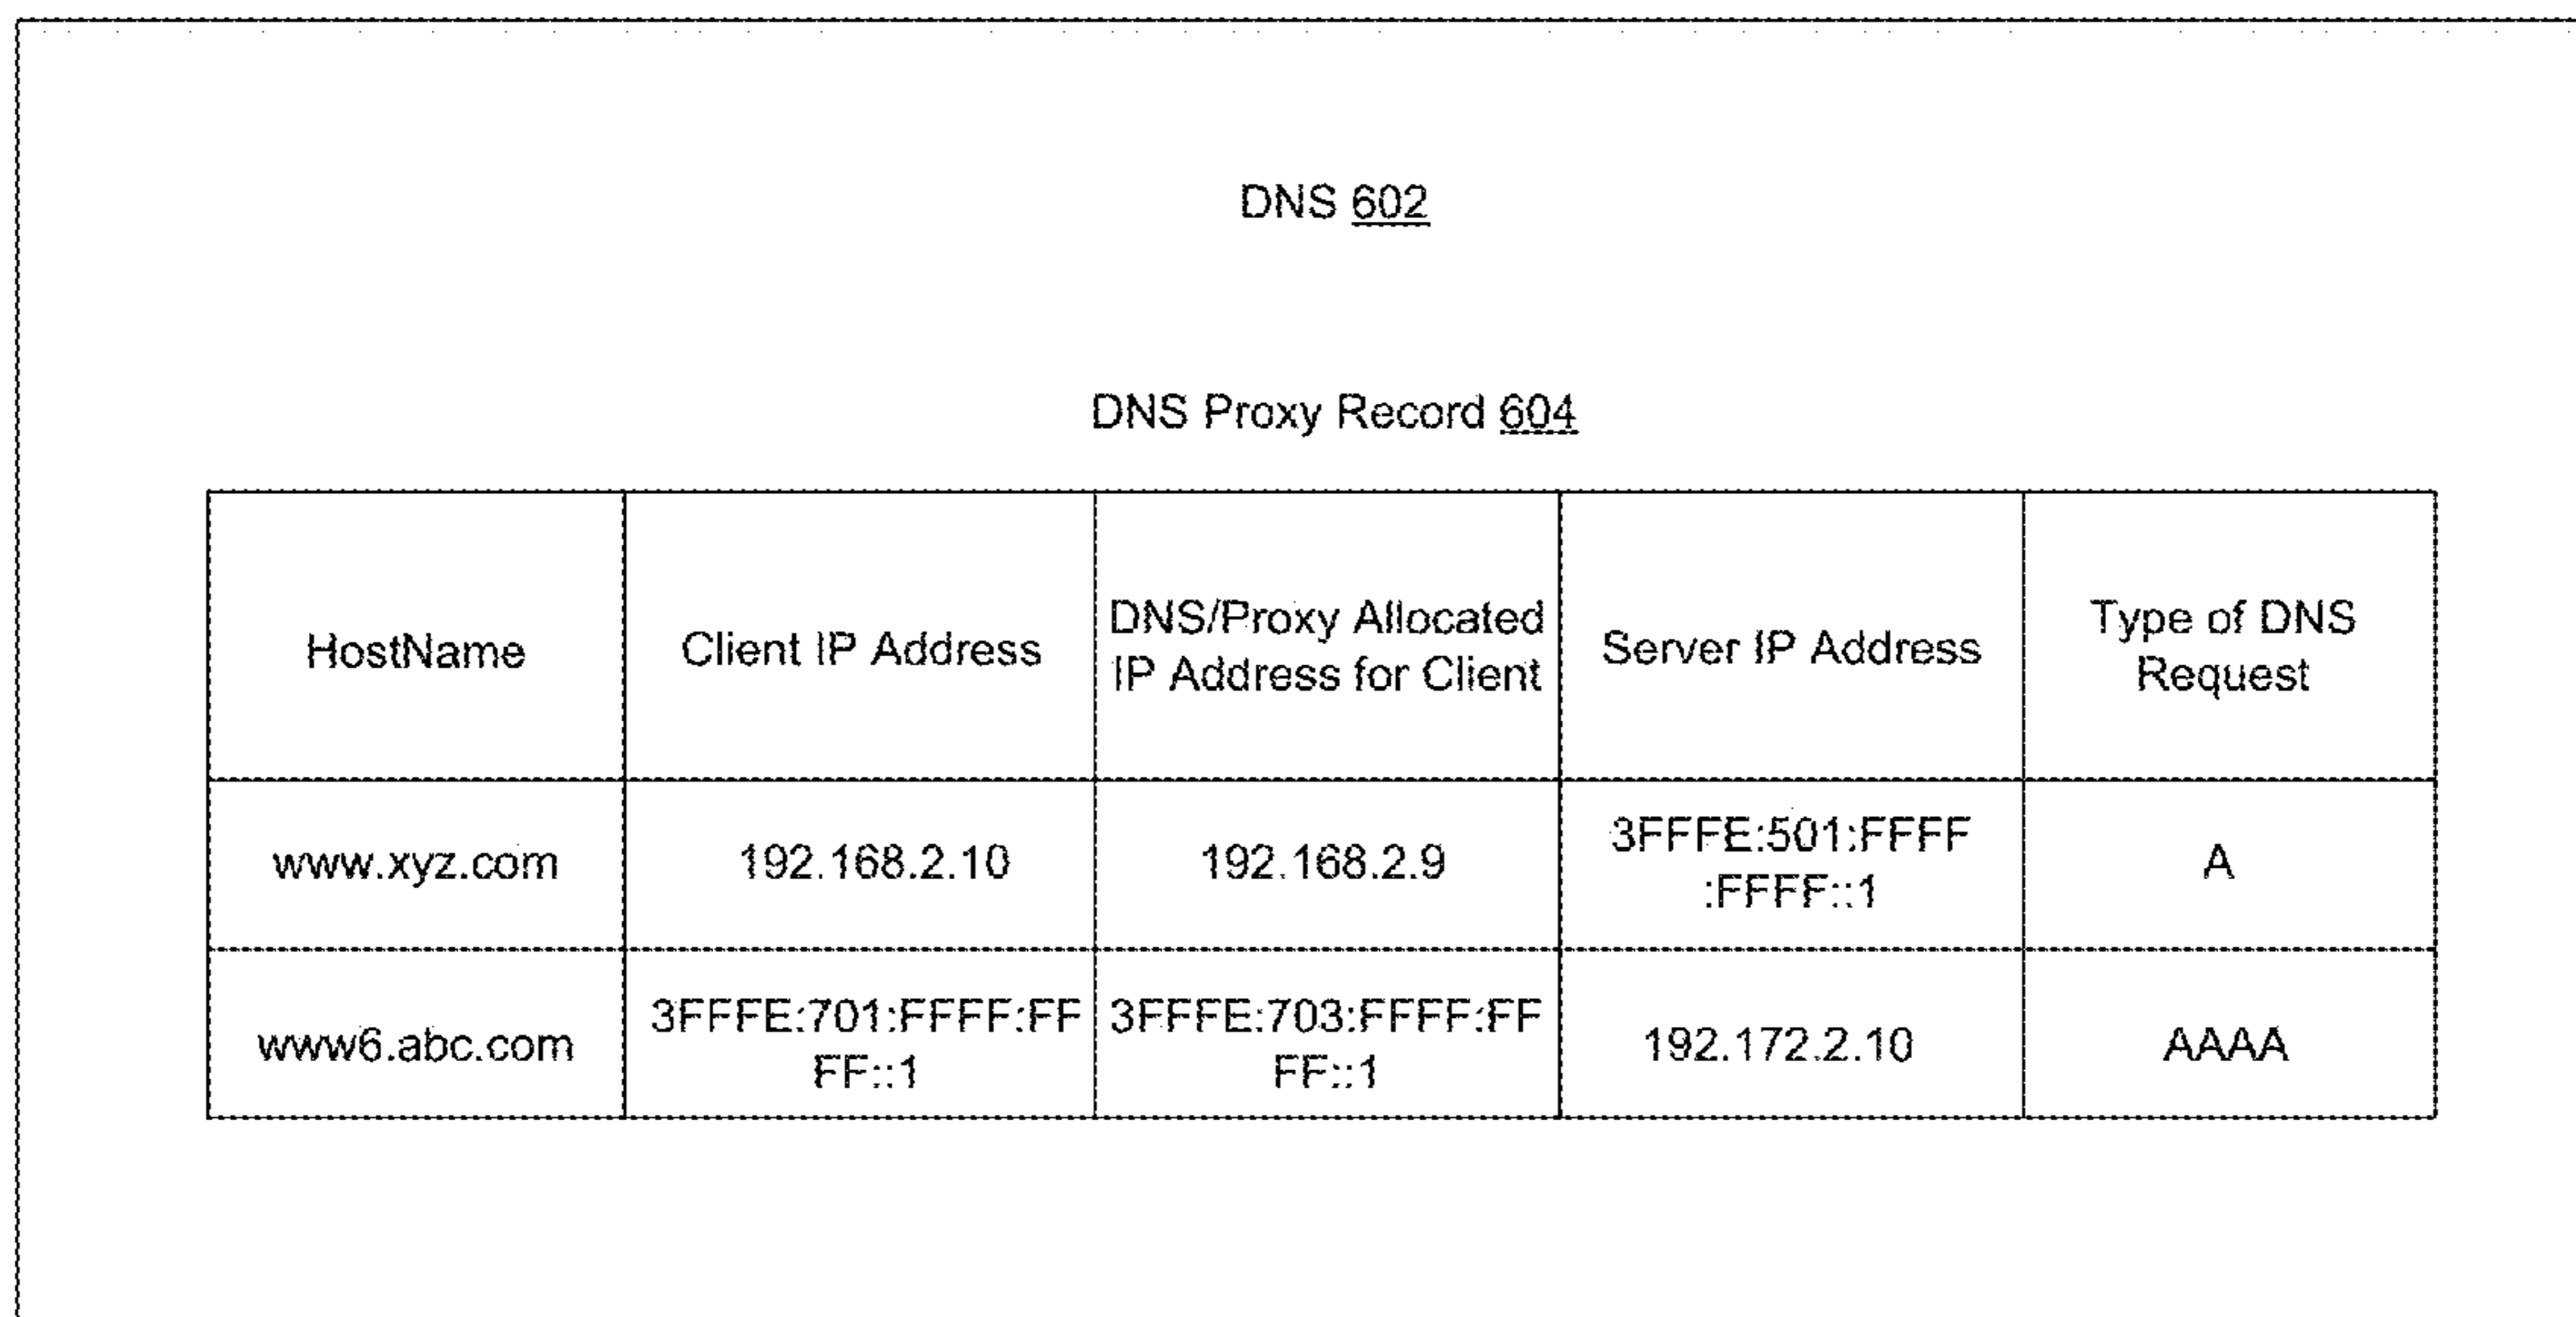 DNS 602
DNS Proxy Record 604
HostName
Client IP Address
DNS/Proxy Allocated
IP Address for Client
Server IP Address
Type of DNS
Request
www.xyz.com
192.168.2.10
192.168.2.9
3FFFE:501:FFFF
:FFFF::1
A
www6.abc.com
3FFFE:701:FFFF:FF
FF::1
3FFFE:703:FFFF:FF
FF::1
192.172.2.10
AAAA